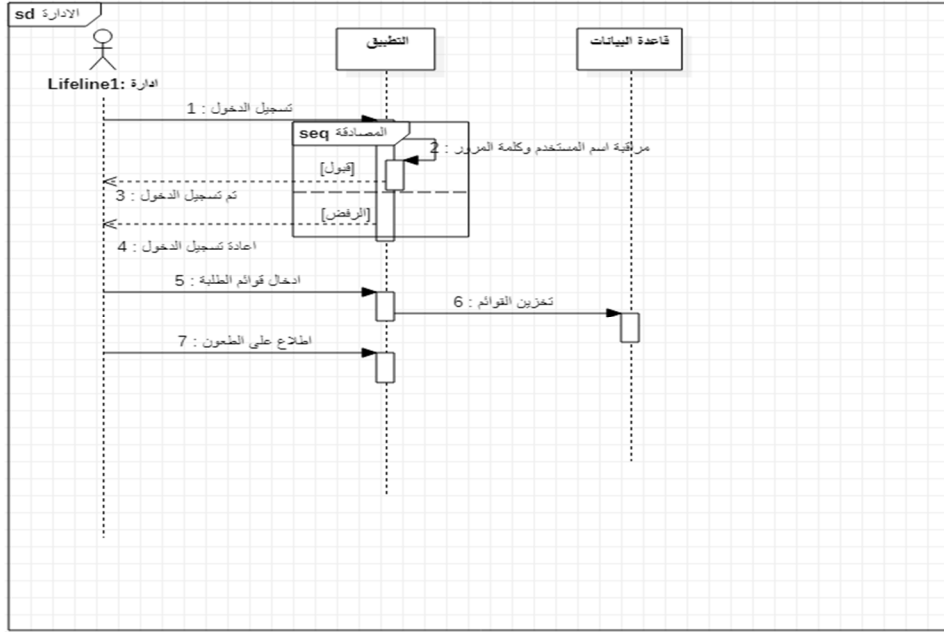 sd الادارة
التطبيق
قاعدة البيانات
Lifeline1: ادارة
1 : تسجيل الدخول
seq المصادقة
2 : مراقبة اسم المستخدم وكلمة المرور
[قبول]
3 : تم تسجيل الدخول
[الرفض]
4 : اعادة تسجيل الدخول
5 : ادخال قوائم الطلبة
6 : تخزين القوائم
7 : اطلاع على الطعون